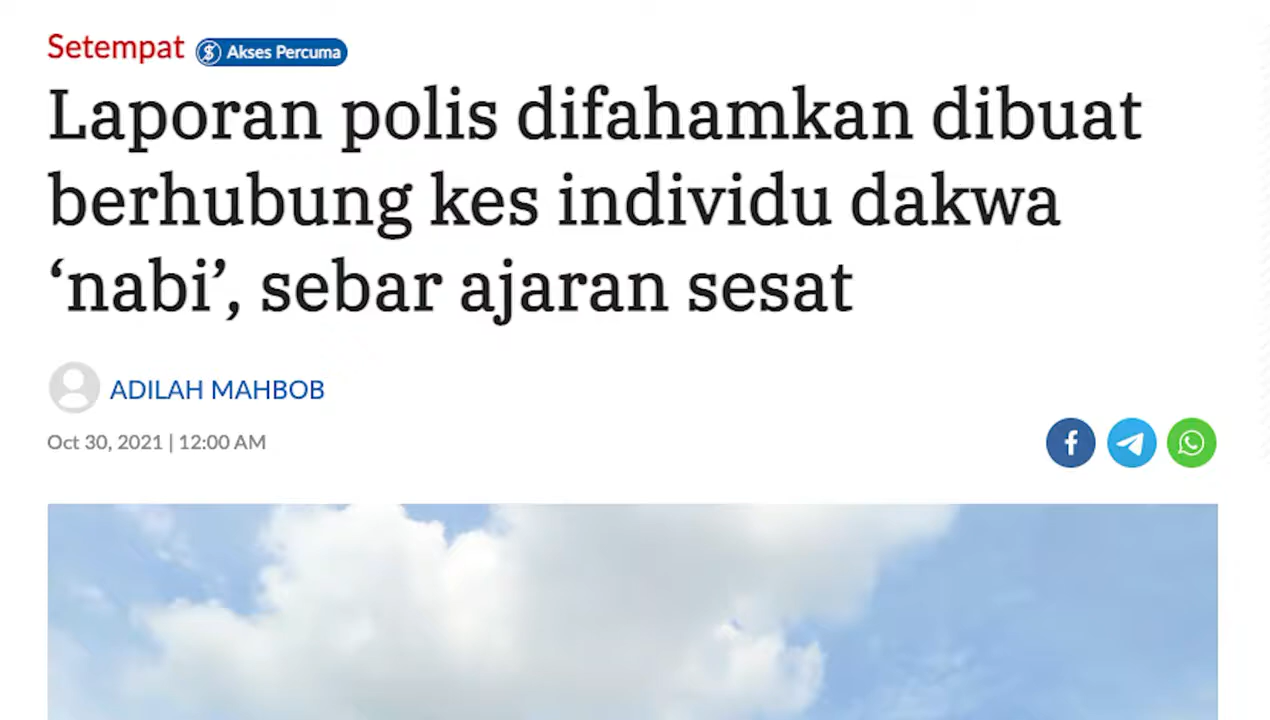 Setempat Akses Percuma
Laporan polis difahamkan dibuat
berhubung kes individu dakwa
‘nabi’, sebar ajaran sesat
ADILAH MAHBOB
Oct 30, 2021 | 12:00 AM